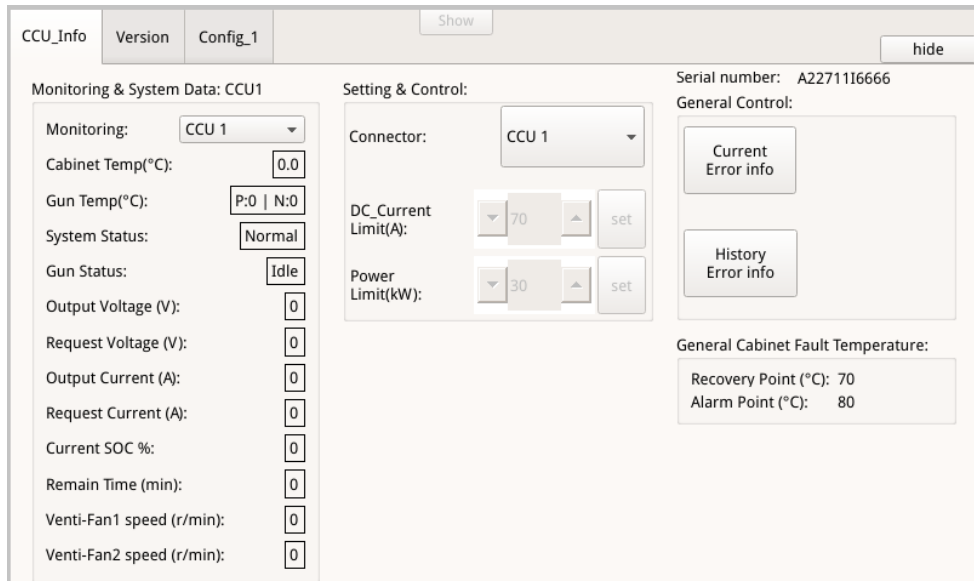 Show
CCU_Info Version Config_1
hide
Monitoring & System Data: CCU1
Monitoring: CCU 1
Cabinet Temp(°C): 0.0
Gun Temp(°C): P:0 | N:0
System Status: Normal
Gun Status: Idle
Output Voltage (V): 0
Request Voltage (V): 0
Output Current (A): 0
Request Current (A): 0
Current SOC %: 0
Remain Time (min): 0
Venti-Fan1 speed (r/min): 0
Venti-Fan2 speed (r/min): 0
Setting & Control:
Connector: CCU 1
DC_Current
Limit(A): 70 set
Power
Limit(kW): 30 set
Serial number: A22711I6666
General Control:
Current
Error info
History
Error info
General Cabinet Fault Temperature:
Recovery Point (°C): 70
Alarm Point (°C): 80